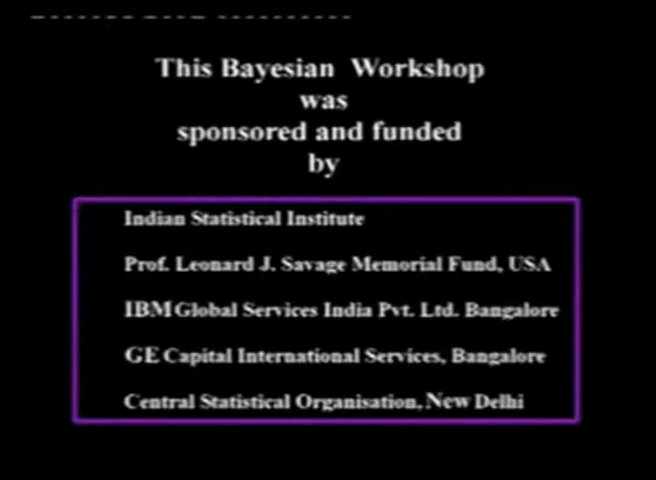 This Bayesian Workshop
was
sponsored and funded
by
Indian Statistical Institute
Prof. Leonard J. Savage Memorial Fund, USA
IBM Global Services India Pvt. Ltd. Bangalore
GE Capital International Services, Bangalore
Central Statistical Organisation, New Delhi